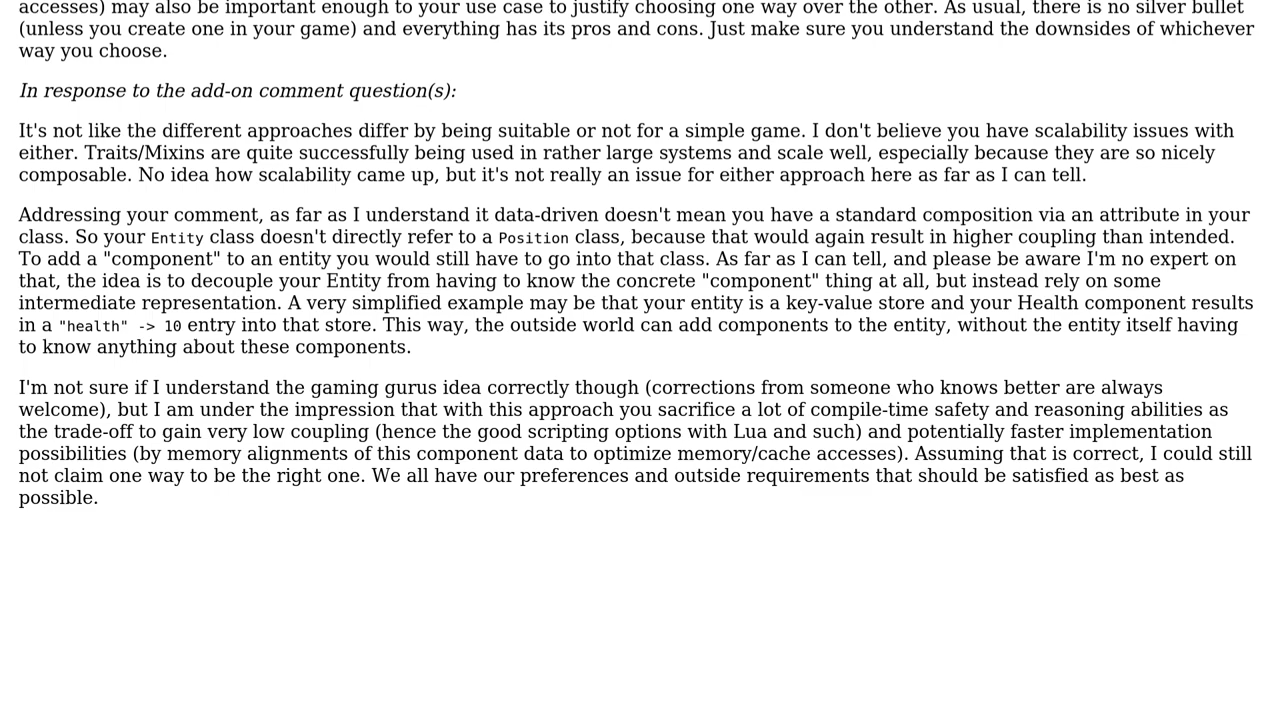 accesses) may also be important enough to your use case to justify choosing one way over the other. As usual, there is no silver bullet
(unless you create one in your game) and everything has its pros and cons. Just make sure you understand the downsides of whichever
way you choose.
In response to the add-on comment question(s):
It's not like the different approaches differ by being suitable or not for a simple game. I don't believe you have scalability issues with
either. Traits/Mixins are quite successfully being used in rather large systems and scale well, especially because they are so nicely
composable. No idea how scalability came up, but it's not really an issue for either approach here as far as I can tell.
Addressing your comment, as far as I understand it data-driven doesn't mean you have a standard composition via an attribute in your
class. So your Entity class doesn't directly refer to a Position class, because that would again result in higher coupling than intended.
To add a "component" to an entity you would still have to go into that class. As far as I can tell, and please be aware I'm no expert on
that, the idea is to decouple your Entity from having to know the concrete "component" thing at all, but instead rely on some
intermediate representation. A very simplified example may be that your entity is a key-value store and your Health component results
in a "health" -> 10 entry into that store. This way, the outside world can add components to the entity, without the entity itself having
to know anything about these components.
I'm not sure if I understand the gaming gurus idea correctly though (corrections from someone who knows better are always
welcome), but I am under the impression that with this approach you sacrifice a lot of compile-time safety and reasoning abilities as
the trade-off to gain very low coupling (hence the good scripting options with Lua and such) and potentially faster implementation
possibilities (by memory alignments of this component data to optimize memory/cache accesses). Assuming that is correct, I could still
not claim one way to be the right one. We all have our preferences and outside requirements that should be satisfied as best as
possible.